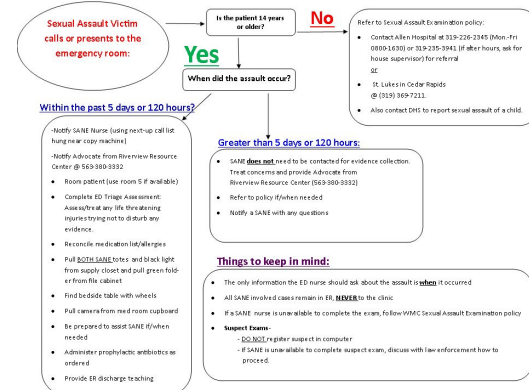 Sexual Assault Victim
calls or presents to the
emergency room:
Is the patient 14 years
or older?
No
Refer to Sexual Assault Examination policy:
• Contact Allen Hospital at 319-226-2345 (Mon.-Fri
0800-1630) or 319-235-3941 (if after hours, ask for
house supervisor) for referral
or
• St. Lukes in Cedar Rapids
@ (319) 369-7211.
• Also contact DHS to report sexual assault of a child.
Yes
When did the assault occur?
Within the past 5 days or 120 hours?
-Notify SANE Nurse (using next-up call list
hung near copy machine)
-Notify Advocate from Riverview Resource
Center @ 563-380-3332
• Room patient (use room 5 if available)
• Complete ED Triage Assessment:
Assess/treat any life threatening
injuries trying not to disturb any
evidence.
• Reconcile medication list/allergies
• Pull BOTH SANE totes and black light
from supply closet and pull green fold-
er from file cabinet
• Find bedside table with wheels
• Pull camera from med room cupboard
• Be prepared to assist SANE if/when
needed
• Administer prophylactic antibiotics as
ordered
• Provide ER discharge teaching
Greater than 5 days or 120 hours:
• SANE does not need to be contacted for evidence collection.
Treat concerns and provide Advocate from
Riverview Resource Center (563-380-3332)
• Refer to policy if/when needed
• Notify a SANE with any questions
Things to keep in mind:
• The only information the ED nurse should ask about the assault is when it occurred
• All SANE involved cases remain in ER, NEVER to the clinic
• If a SANE nurse is unavailable to complete the exam, follow WMC Sexual Assault Examination policy
• Suspect Exams-
- DO NOT register suspect in computer
- If SANE is unavailable to complete suspect exam, discuss with law enforcement how to
proceed.